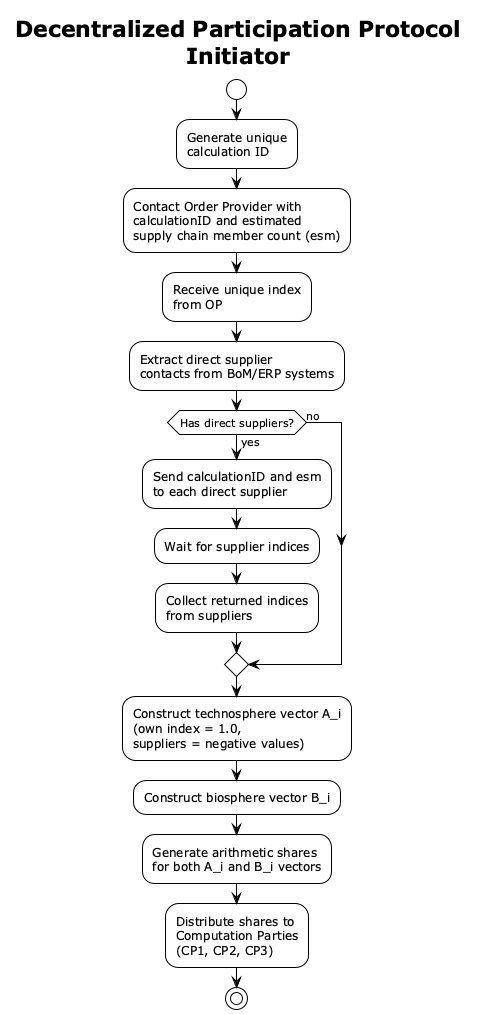 Decentralized Participation Protocol
Initiator
Generate unique
calculation ID
Contact Order Provider with
calculationID and estimated
supply chain member count (esm)
Receive unique index
from OP
Extract direct supplier
contacts from BoM/ERP systems
Has direct suppliers?
no
yes
Send calculationID and esm
to each direct supplier
Wait for supplier indices
Collect returned indices
from suppliers
Construct technosphere vector A_i
(own index = 1.0,
suppliers = negative values)
Construct biosphere vector B_i
Generate arithmetic shares
for both A_i and B_i vectors
Distribute shares to
Computation Parties
(CP1, CP2, CP3)